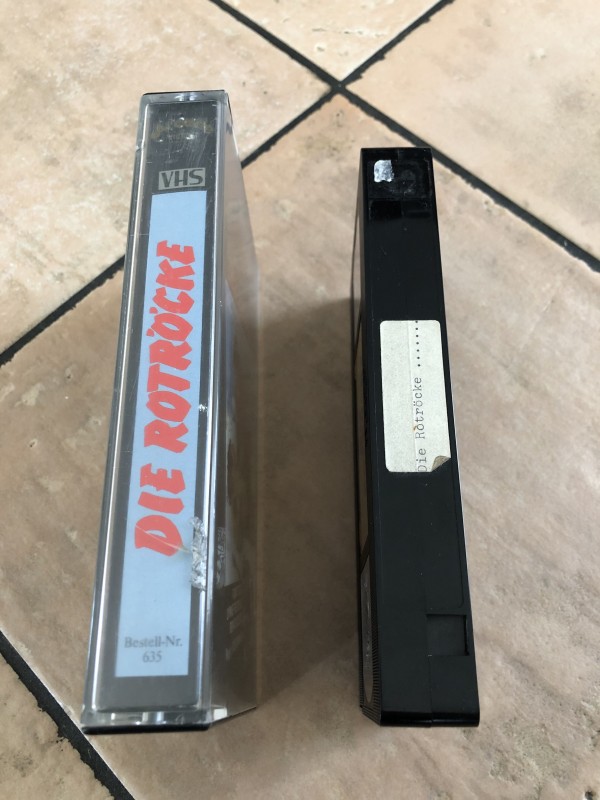 VHS
DIE ROTRÖCKE
Bestell-Nr.
635
Die Rotröcke .......